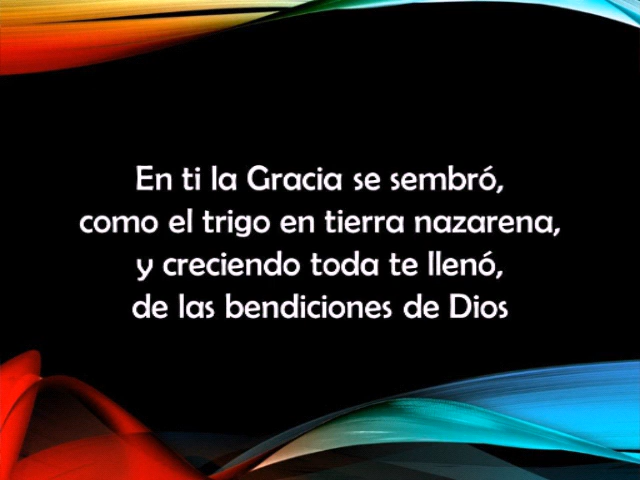 En ti la Gracia se sembró,
como el trigo en tierra nazarena,
y creciendo toda te llenó,
de las bendiciones de Dios